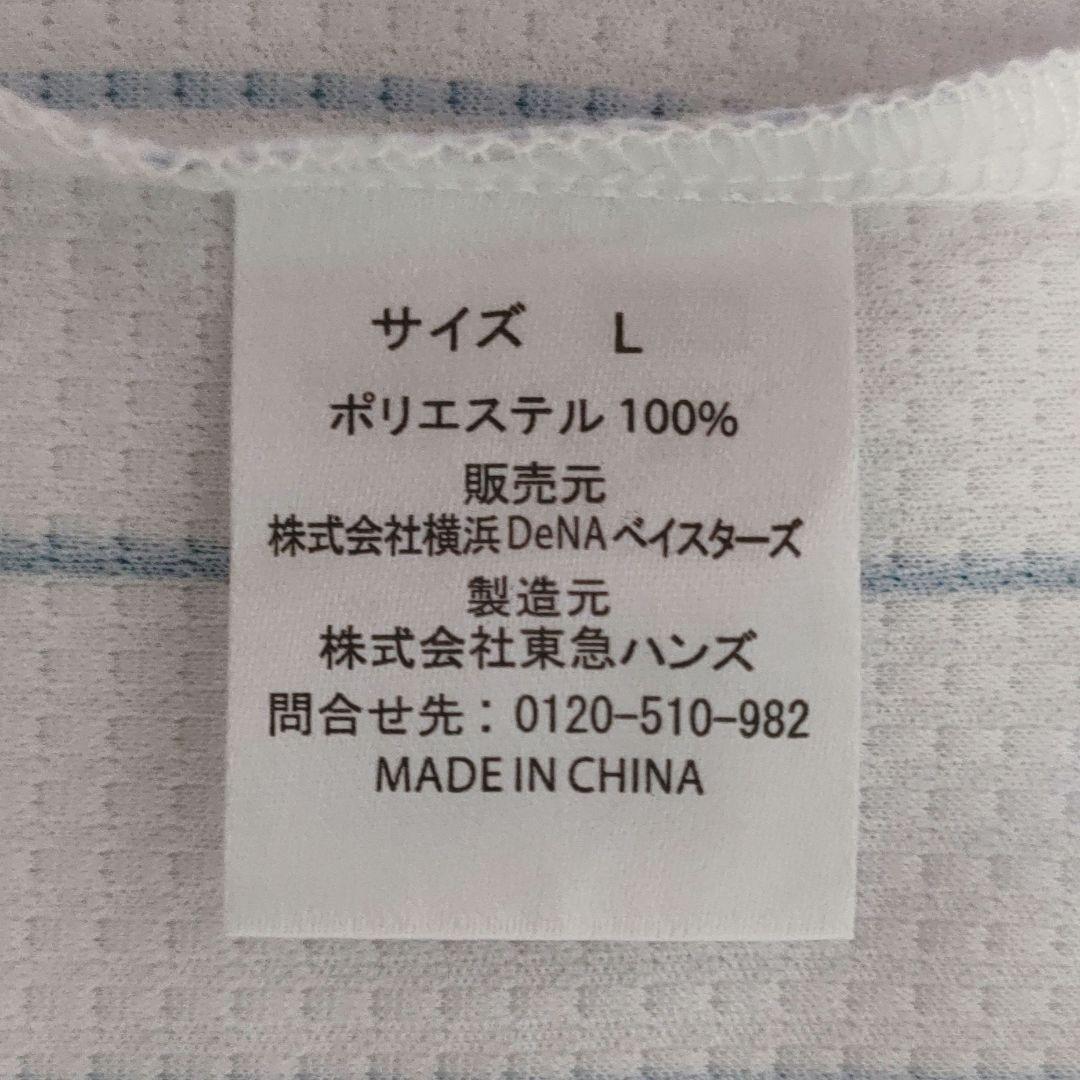 サイズ L
ポリエステル 100%
販売元
株式会社横浜DeNAベイスターズ
製造元
株式会社東急ハンズ
問合せ先：0120-510-982
MADE IN CHINA